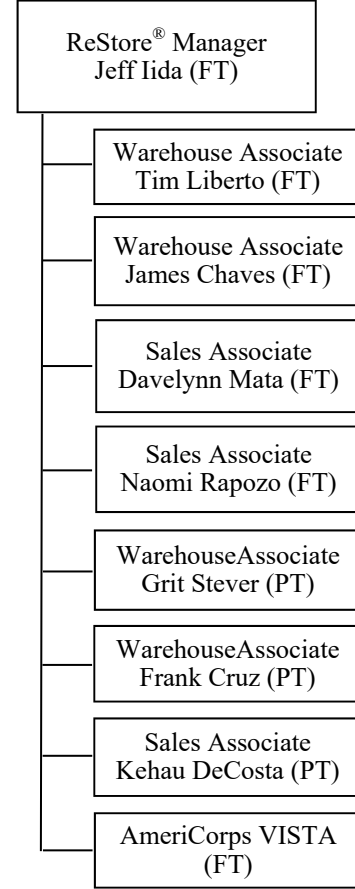 ReStore® Manager
Jeff Iida (FT)
Warehouse Associate
Tim Liberto (FT)
Warehouse Associate
James Chaves (FT)
Sales Associate
Davelynn Mata (FT)
Sales Associate
Naomi Rapozo (FT)
WarehouseAssociate
Grit Stever (PT)
WarehouseAssociate
Frank Cruz (PT)
Sales Associate
Kehau DeCosta (PT)
AmeriCorps VISTA
(FT)